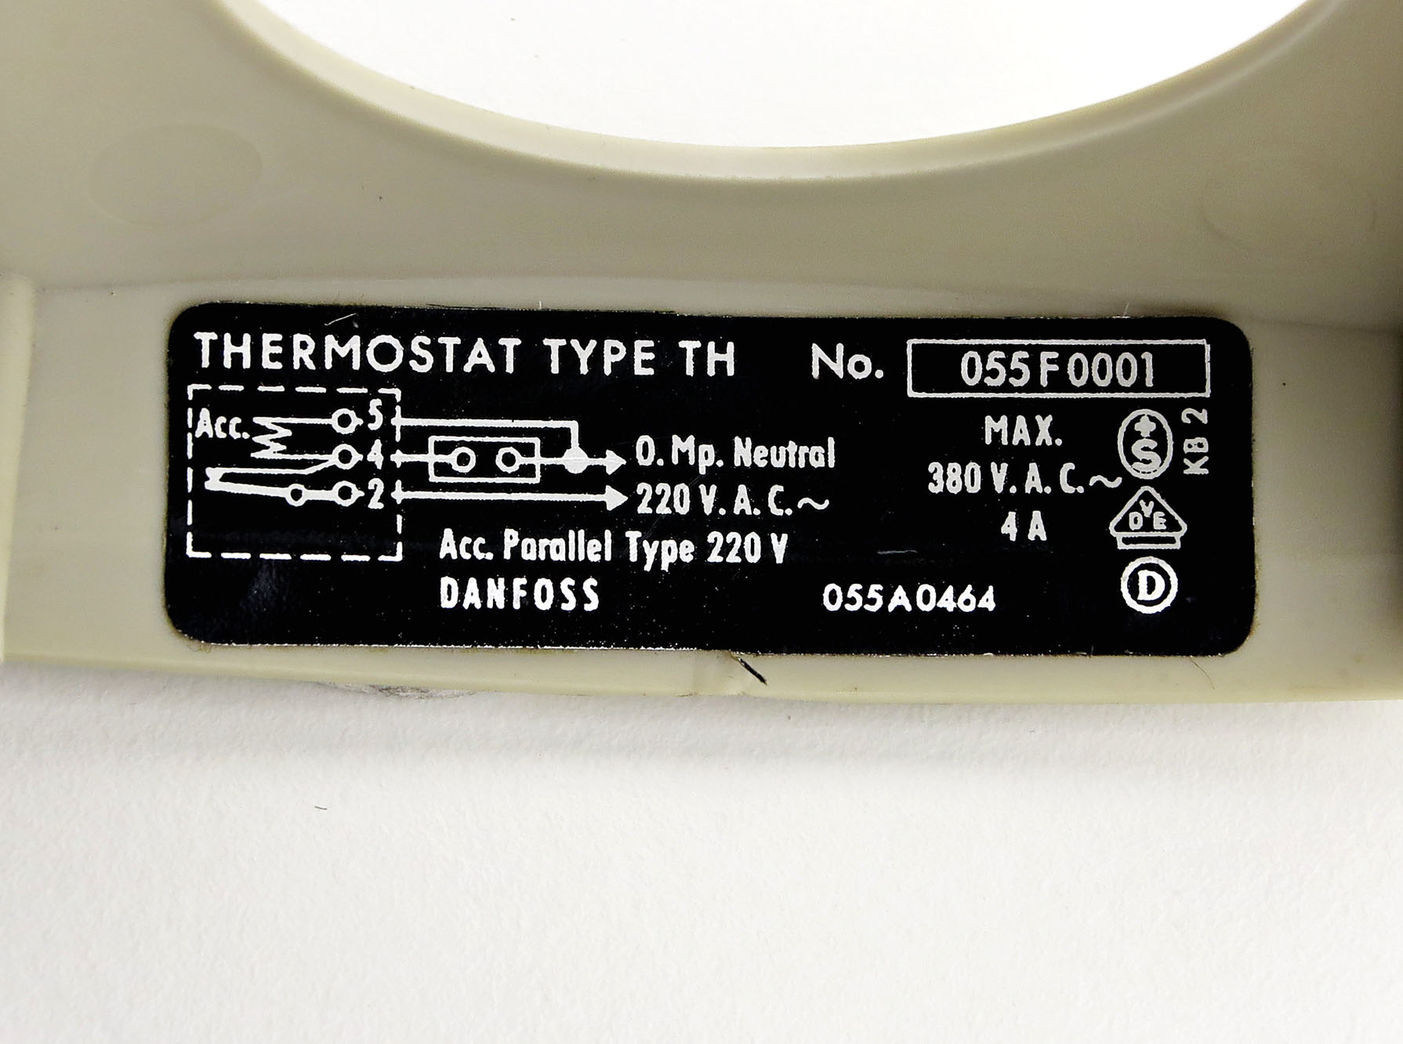 THERMOSTAT TYPE TH No. 055F0001
Acc. 5
4 O. Mp. Neutral
2 220 V. A. C. ~
Acc. Parallel Type 220 V
DANFOSS
MAX.
380 V. A. C. ~
4 A
055A0464
+S
KB 2
DVE
D